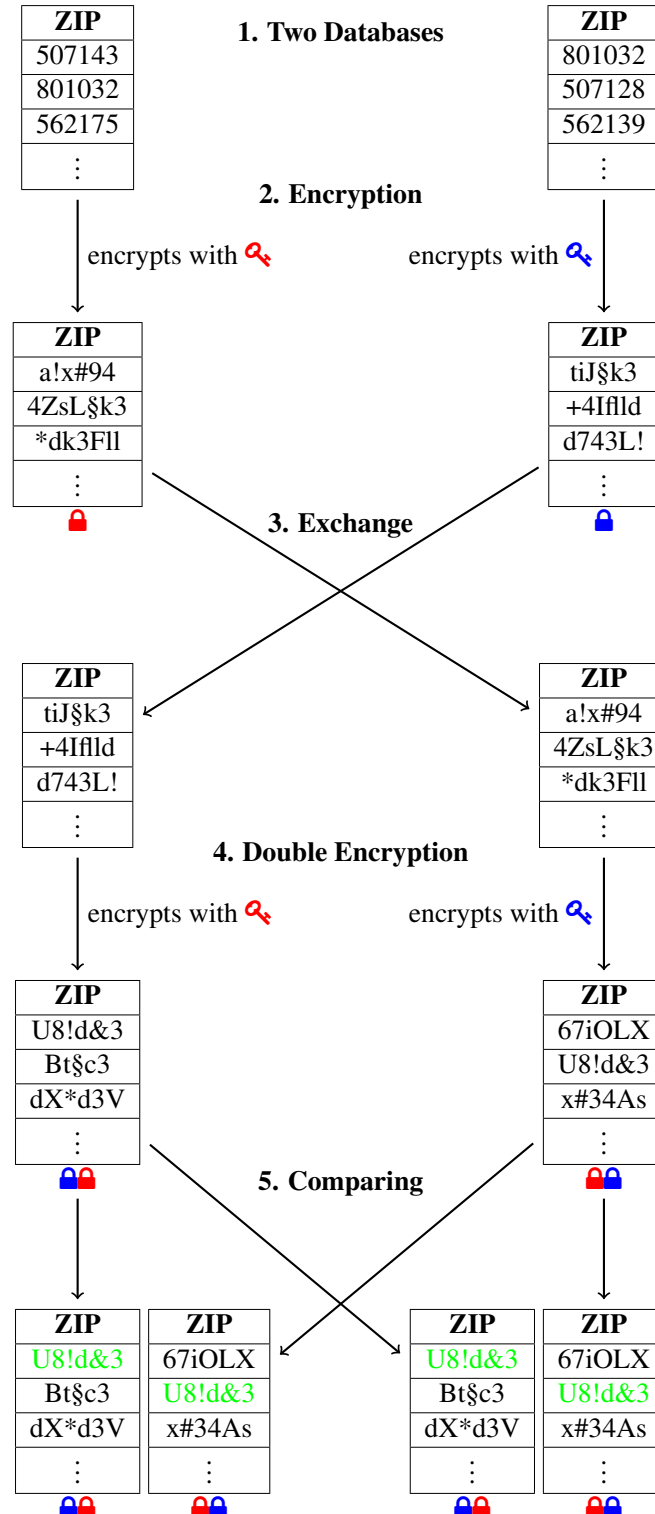 1. Two Databases
ZIP
507143
801032
562175
⋮
ZIP
801032
507128
562139
⋮
2. Encryption
encrypts with
encrypts with
ZIP
a!x#94
4ZsL§k3
*dk3Fll
⋮
ZIP
tiJ§k3
+4Iflld
d743L!
⋮
3. Exchange
ZIP
tiJ§k3
+4Iflld
d743L!
⋮
ZIP
a!x#94
4ZsL§k3
*dk3Fll
⋮
4. Double Encryption
encrypts with
encrypts with
ZIP
U8!d&3
Bt§c3
dX*d3V
⋮
ZIP
67iOLX
U8!d&3
x#34As
⋮
5. Comparing
ZIP
U8!d&3
Bt§c3
dX*d3V
⋮
ZIP
67iOLX
U8!d&3
x#34As
⋮
ZIP
U8!d&3
Bt§c3
dX*d3V
⋮
ZIP
67iOLX
U8!d&3
x#34As
⋮